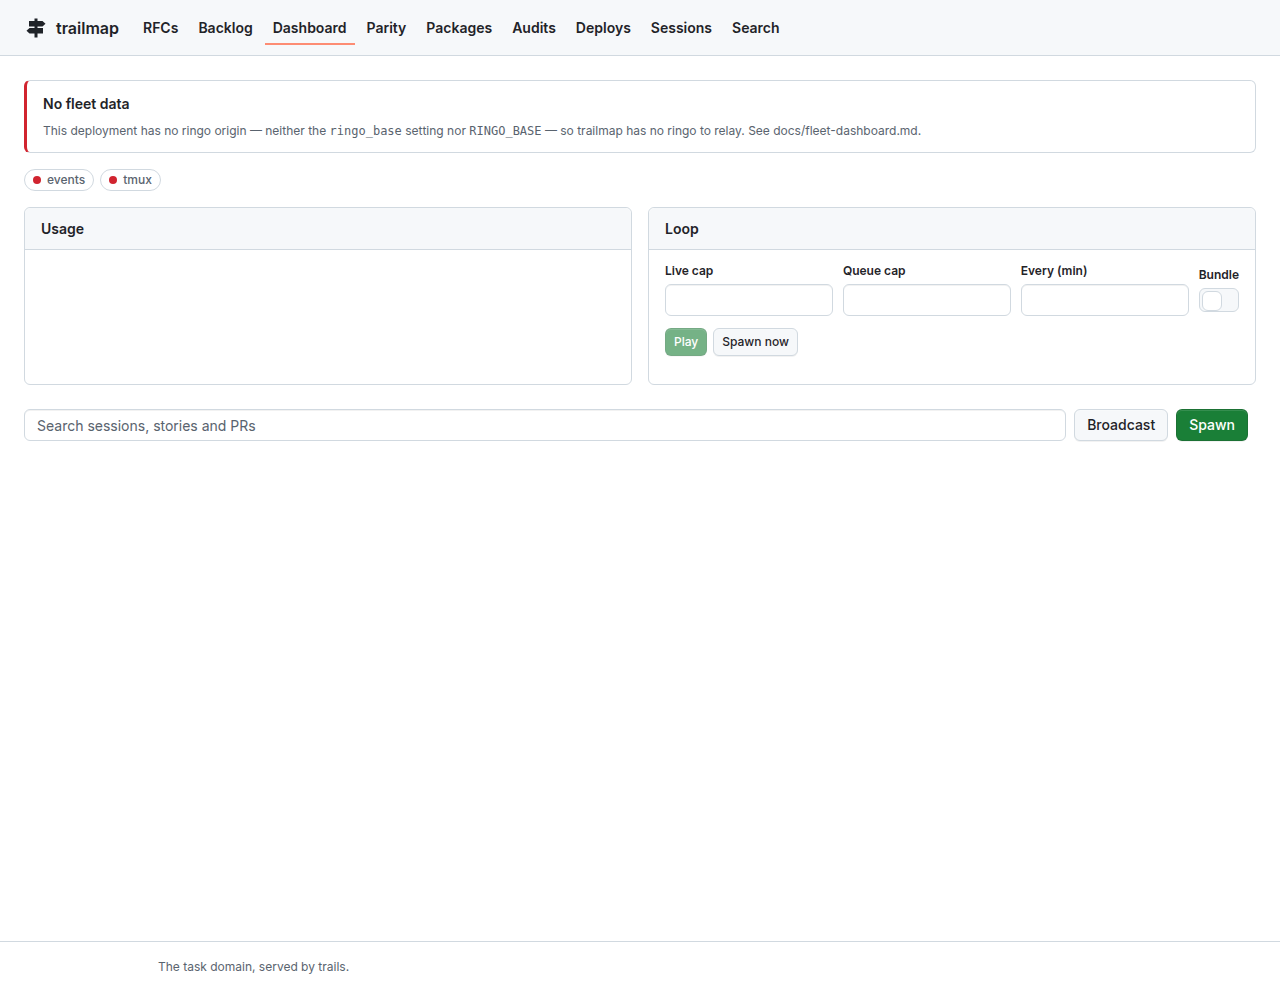 trailmap RFCs Backlog Dashboard Parity Packages Audits Deploys Sessions Search
No fleet data
This deployment has no ringo origin — neither the ringo_base setting nor RINGO_BASE — so trailmap has no ringo to relay. See docs/fleet-dashboard.md.
events tmux
Usage
Loop
Live cap Queue cap Every (min) Bundle
Play Spawn now
Search sessions, stories and PRs Broadcast Spawn
The task domain, served by trails.